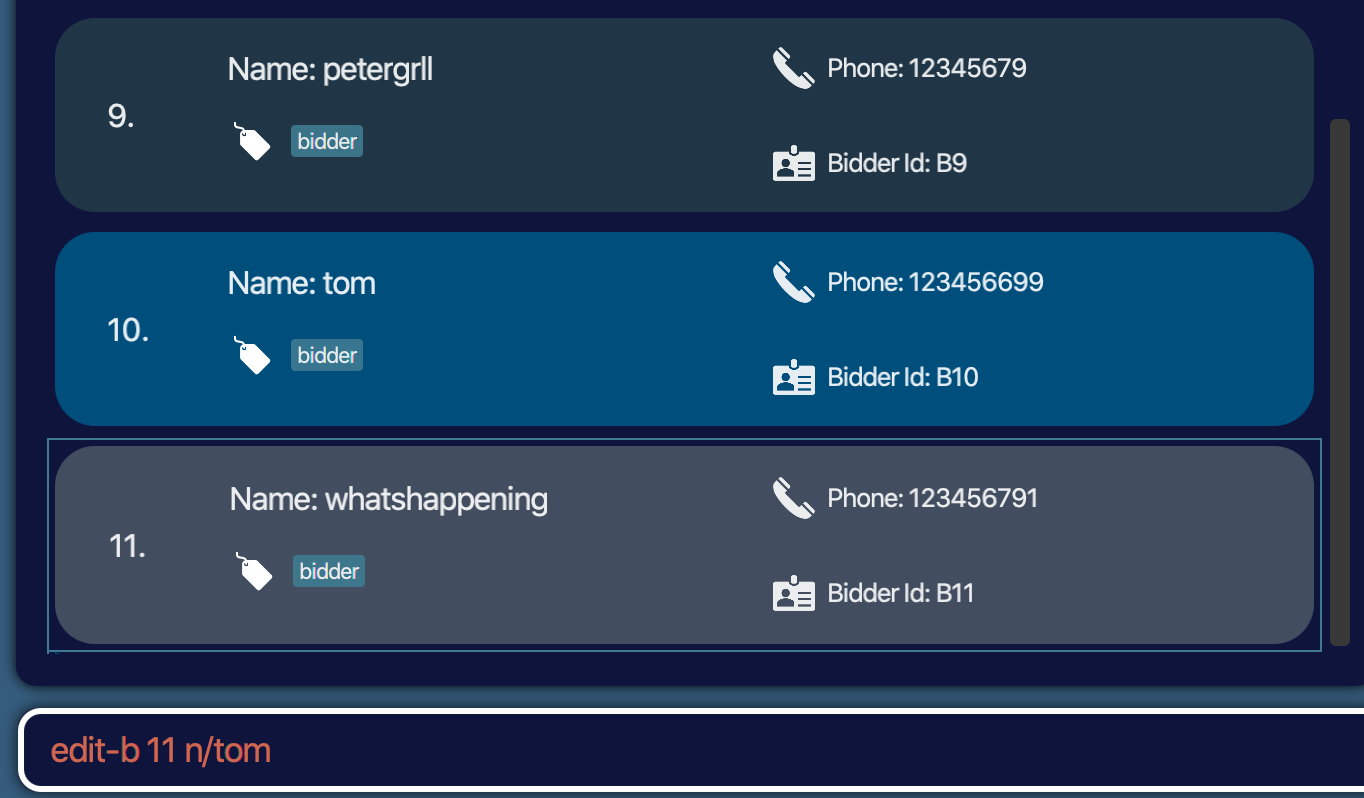 Name: petergrll
Phone: 12345679
9.
bidder
Bidder Id: B9
Name: tom
Phone: 123456699
10.
bidder
Bidder Id: B10
Name: whatshappening
Phone: 123456791
11.
bidder
Bidder Id: B11
edit-b 11 n/tom